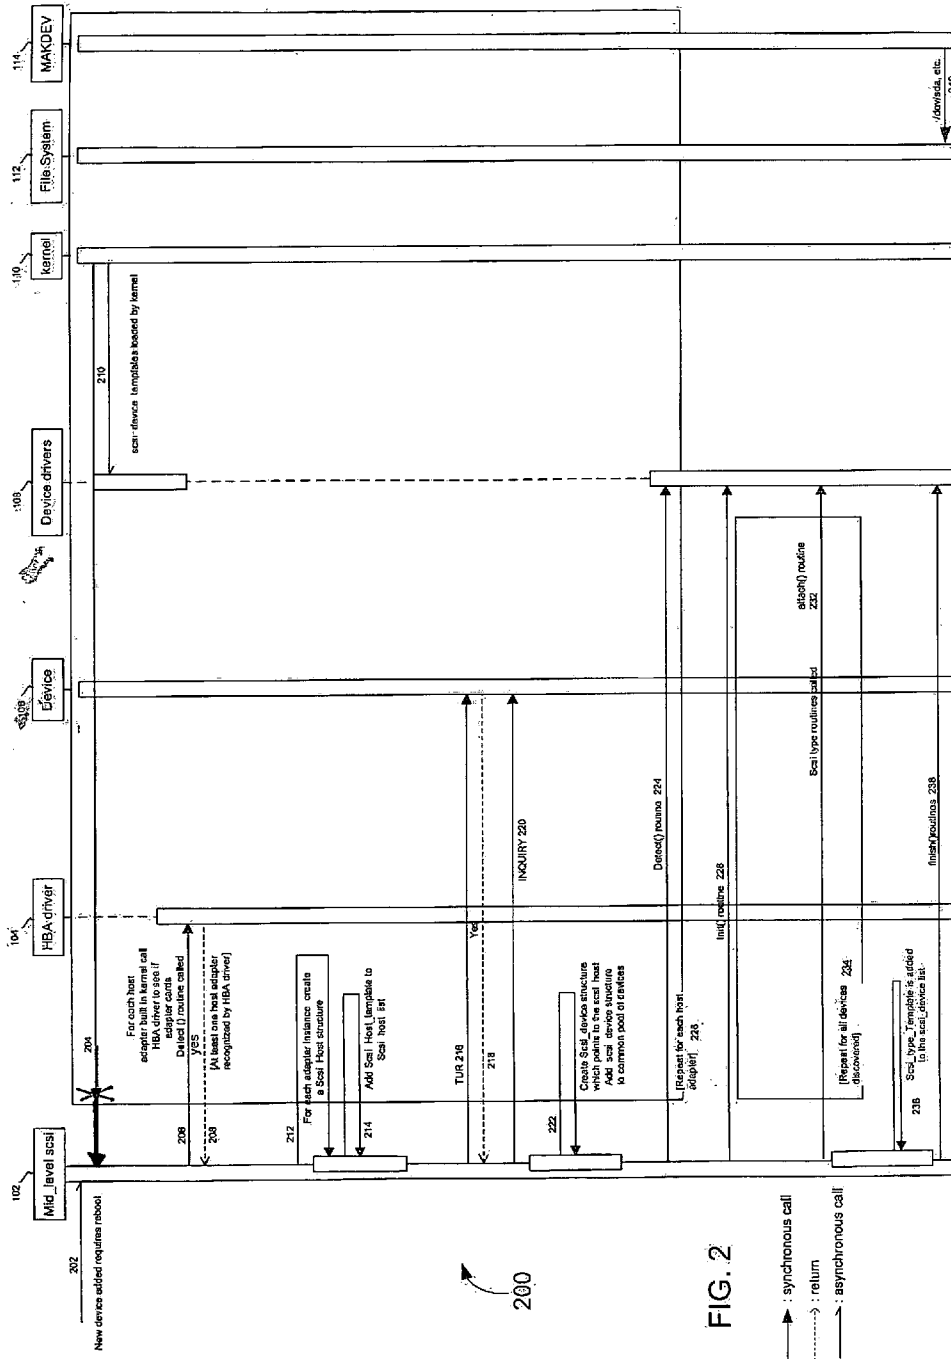 New device added requires reboot
202
102
Mid_level scsi
104
HBA driver
Device
108
Device drivers
110
kernel
112
File System
114
MAKDEV
204
210
scsi device templates loaded by kernel
For each host
adapter built in kernel call
HBA driver to see if
adapter cards
Detect () routine called
206
yes
208
[At least one host adapter
recognized by HBA driver]
212
For each adapter instance create
a Scsi Host structure
Add Scsi Host_template to
Scsi host list
214
TUR 216
Yes
218
INQUIRY 220
222
Create Scsi_device structure
which points to the scsi host
Add scsi device structure
to common pool of devices
Detect() routine 224
[Repeat for each host
adapter]
Init() routine
attach() routine
232
Scsi type routines called
[Repeat for all devices 234
discovered]
Scsi_type_Template is added
to the scsi_device list
236
finish() routines 238
/dev/sda, etc.
200
FIG. 2
: synchronous call
: return
: asynchronous call